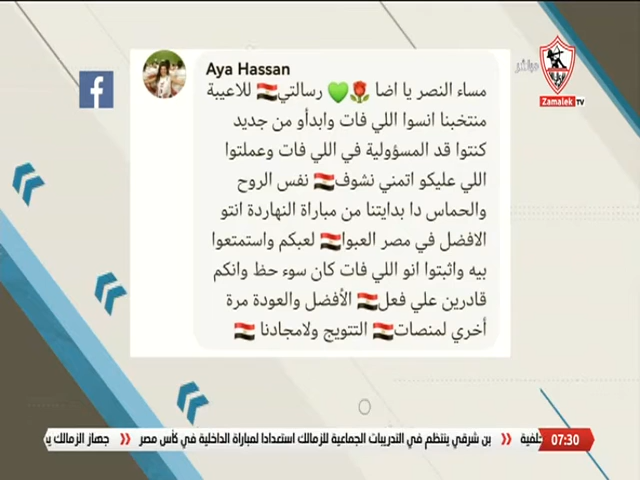 مباشر
Zamalek TV
Aya Hassan
مساء النصر يا اضا 🌹💚 رسالتي🇪🇬 للاعيبة
منتخبنا انسوا اللي فات وابدأو من جديد
كنتوا قد المسؤولية في اللي فات وعملتوا
اللي عليكو اتمني نشوف🇪🇬 نفس الروح
والحماس دا بدايتنا من مباراة النهاردة انتو
الافضل في مصر العبوا🇪🇬 لعبكم واستمتعوا
بيه واثبتوا انو اللي فات كان سوء حظ وانكم
قادرين علي فعل🇪🇬 الأفضل والعودة مرة
أخري لمنصات🇪🇬 التتويج ولامجادنا 🇪🇬
07:30
خلفية » بن شرقي ينتظم في التدريبات الجماعية للزمالك استعدادا لمباراة الداخلية في كأس مصر » جهاز الزمالك